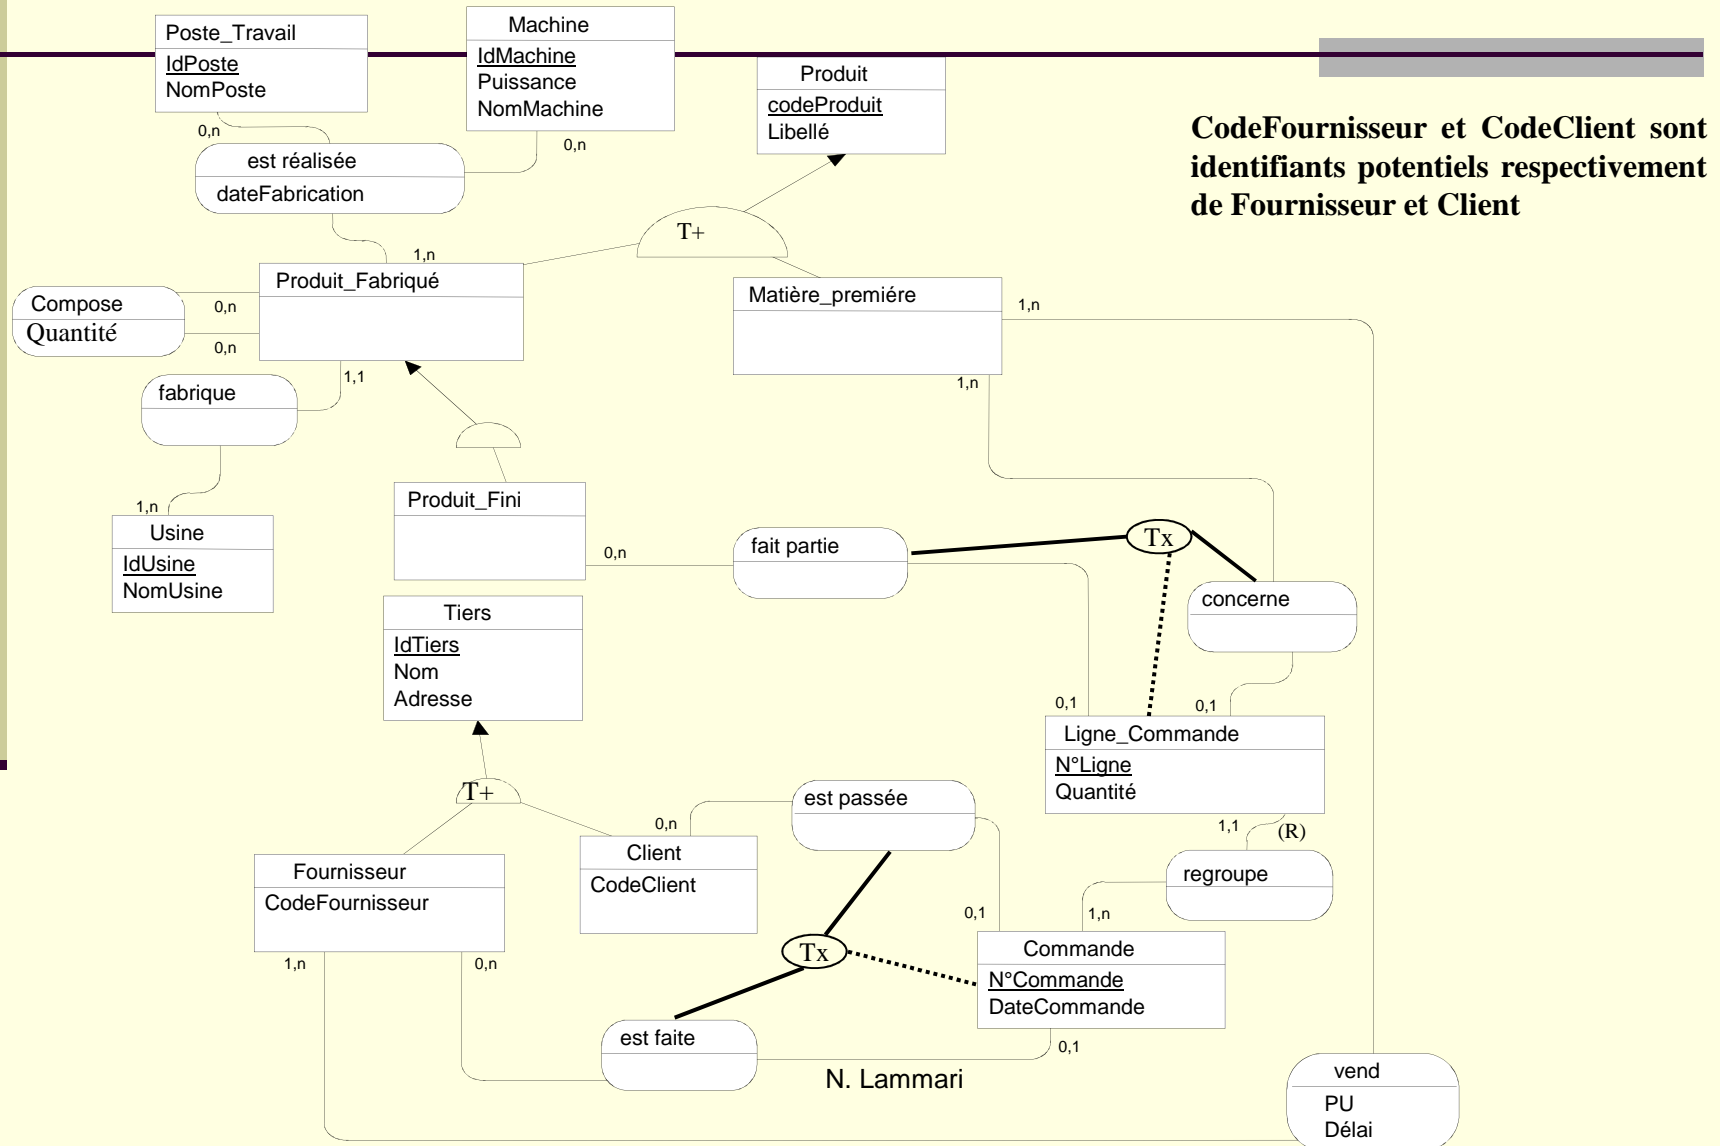 Poste_Travail
IdPoste
NomPoste
Machine
IdMachine
Puissance
NomMachine
Produit
codeProduit
Libellé
CodeFournisseur et CodeClient sont
identifiants potentiels respectivement
de Fournisseur et Client
0,n
0,n
est réalisée
dateFabrication
T+
1,n
Produit_Fabriqué
Compose
Quantité
0,n
0,n
Matière_premiére
1,n
1,n
1,1
fabrique
1,n
Usine
IdUsine
NomUsine
Produit_Fini
0,n
fait partie
Tx
concerne
Tiers
IdTiers
Nom
Adresse
0,1
0,1
Ligne_Commande
N°Ligne
Quantité
T+
est passée
0,n
1,1
(R)
Client
CodeClient
Fournisseur
CodeFournisseur
regroupe
0,1
1,n
Tx
Commande
N°Commande
DateCommande
1,n
0,n
est faite
0,1
N. Lammari
vend
PU
Délai